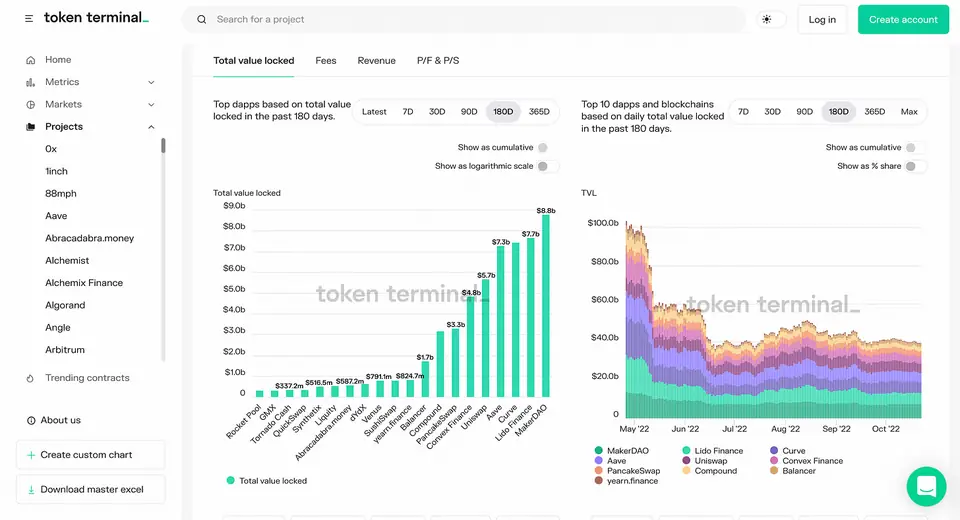 token terminal_
Search for a project
Log in
Create account
Home
Metrics
Markets
Projects
0x
1inch
88mph
Aave
Abracadabra.money
Alchemist
Alchemix Finance
Algorand
Angle
Arbitrum
Trending contracts
About us
Create custom chart
Download master excel
Total value locked Fees Revenue P/F & P/S
Top dapps based on total value
locked in the past 180 days.
Latest 7D 30D 90D 180D 365D
Show as cumulative
Show as logarithmic scale
Total value locked
$9.0b
$8.0b
$7.0b
$6.0b
$5.0b
$4.0b
$3.0b
$2.0b
$1.0b
0
$337.2m $516.5m $587.2m $791.1m $824.7m $1.7b $3.3b $4.8b $5.7b $7.3b $7.7b $8.8b
token terminal_
Rocket Pool GMX Tornado Cash QuickSwap Synthetix Liquity Abracadabra.money dYdX Venus SushiSwap yearn.finance Balancer Compound PancakeSwap Convex Finance Uniswap Aave Curve Lido Finance MakerDAO
Total value locked
Top 10 dapps and blockchains
based on daily total value locked
in the past 180 days.
7D 30D 90D 180D 365D Max
Show as cumulative
Show as % share
TVL
$100.0b
$80.0b
$60.0b
$40.0b
$20.0b
0
token terminal_
May '22 Jun '22 Jul '22 Aug '22 Sep '22 Oct '22
MakerDAO Lido Finance Curve
Aave Uniswap Convex Finance
PancakeSwap Compound Balancer
yearn.finance